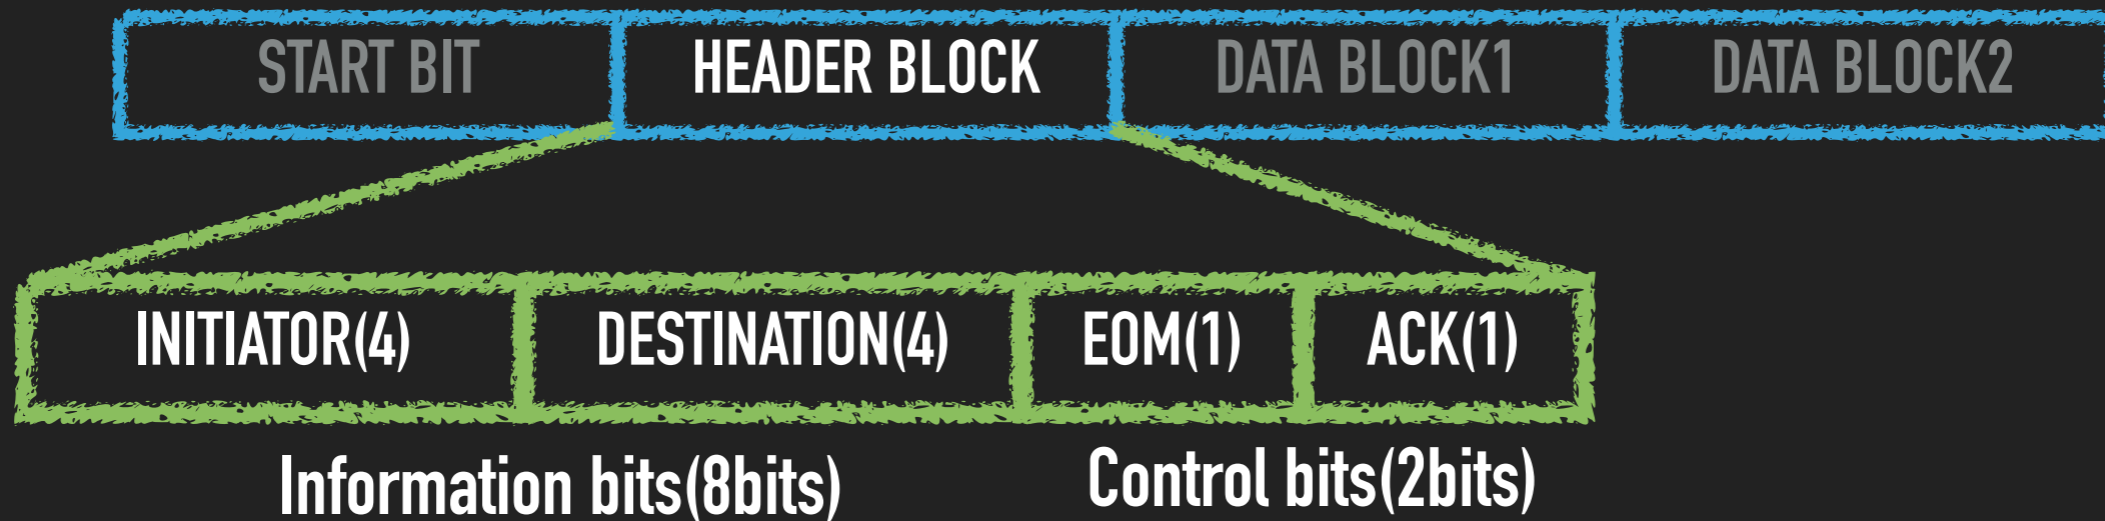 START BIT HEADER BLOCK DATA BLOCK1 DATA BLOCK2
INITIATOR(4) DESTINATION(4) EOM(1) ACK(1)
Information bits(8bits) Control bits(2bits)